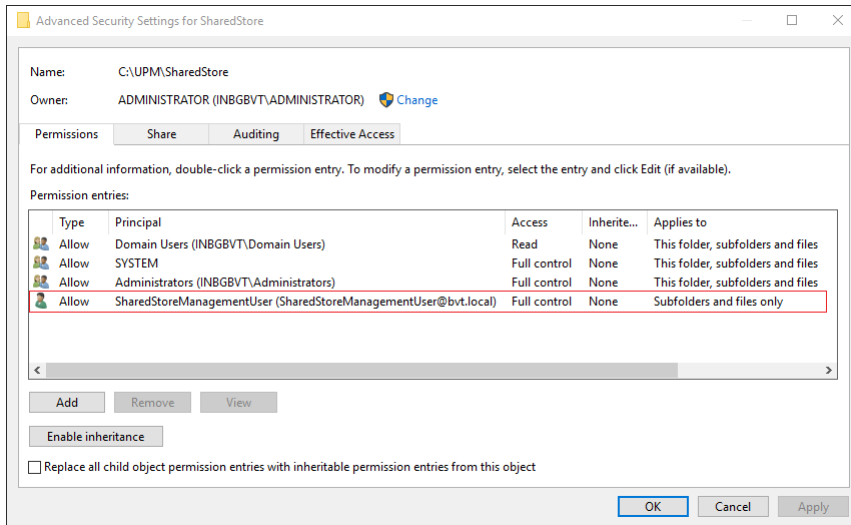 Advanced Security Settings for SharedStore
Name: C:\UPM\SharedStore
Owner: ADMINISTRATOR (INBGBVT\ADMINISTRATOR) Change
Permissions Share Auditing Effective Access
For additional information, double-click a permission entry. To modify a permission entry, select the entry and click Edit (if available).
Permission entries:
Type Principal Access Inherite... Applies to
Allow Domain Users (INBGBVT\Domain Users) Read None This folder, subfolders and files
Allow SYSTEM Full control None This folder, subfolders and files
Allow Administrators (INBGBVT\Administrators) Full control None This folder, subfolders and files
Allow SharedStoreManagementUser (SharedStoreManagementUser@bvt.local) Full control None Subfolders and files only
Add Remove View
Enable inheritance
Replace all child object permission entries with inheritable permission entries from this object
OK Cancel Apply